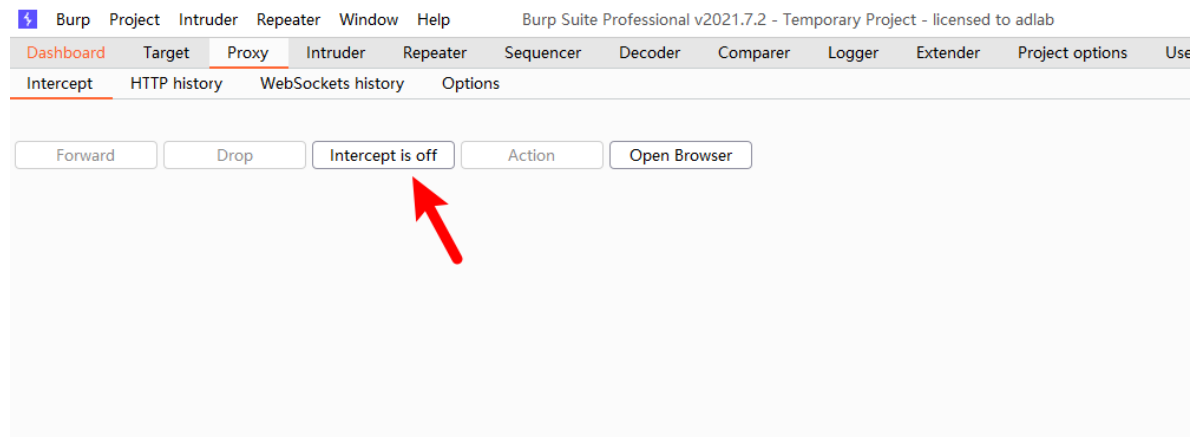 Burp Project Intruder Repeater Window Help Burp Suite Professional v2021.7.2 - Temporary Project - licensed to adlab
Dashboard Target Proxy Intruder Repeater Sequencer Decoder Comparer Logger Extender Project options Use
Intercept HTTP history WebSockets history Options
Forward Drop Intercept is off Action Open Browser